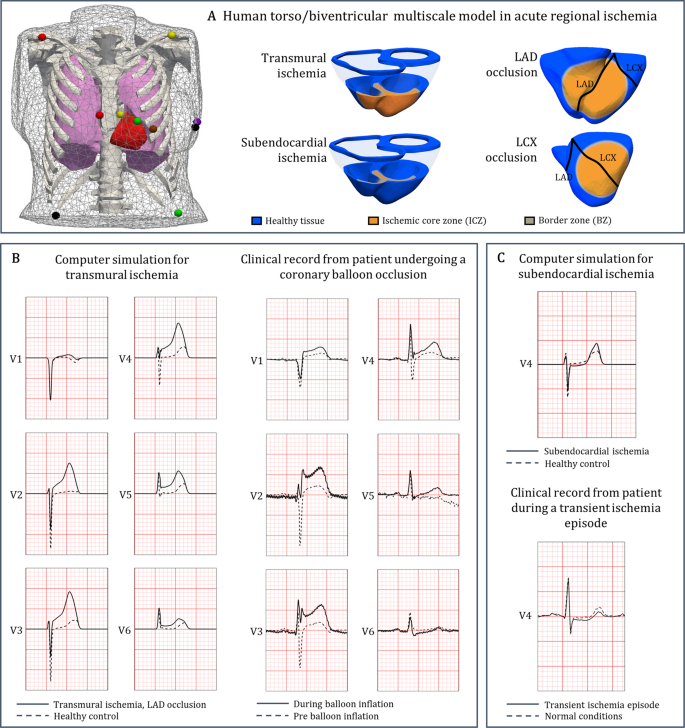 A Human torso/biventricular multiscale model in acute regional ischemia
Transmural
ischemia
LAD
occlusion
LAD
LCX
Subendocardial
ischemia
LCX
occlusion
LCX
LAD
Healthy tissue
Ischemic core zone (ICZ)
Border zone (BZ)
B
Computer simulation for
transmural ischemia
Clinical record from patient undergoing a
coronary balloon occlusion
V1
V4
V2
V5
V3
V6
V1
V4
V2
V5
V3
V6
Transmural ischemia, LAD occlusion
Healthy control
During balloon inflation
Pre balloon inflation
C
Computer simulation for
subendocardial ischemia
V4
Subendocardial ischemia
Healthy control
Clinical record from patient
during a transient ischemia
episode
V4
Transient ischemia episode
Normal conditions